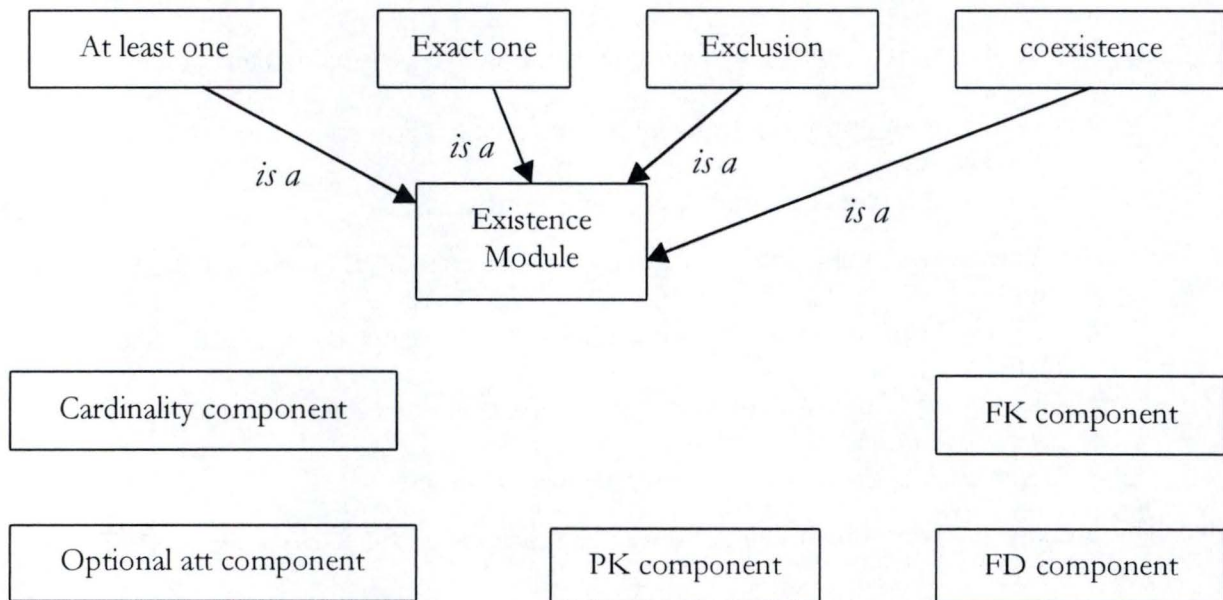 At least one
Exact one
Exclusion
coexistence
is a
is a
is a
is a
Existence
Module
Cardinality component
FK component
Optional att component
PK component
FD component